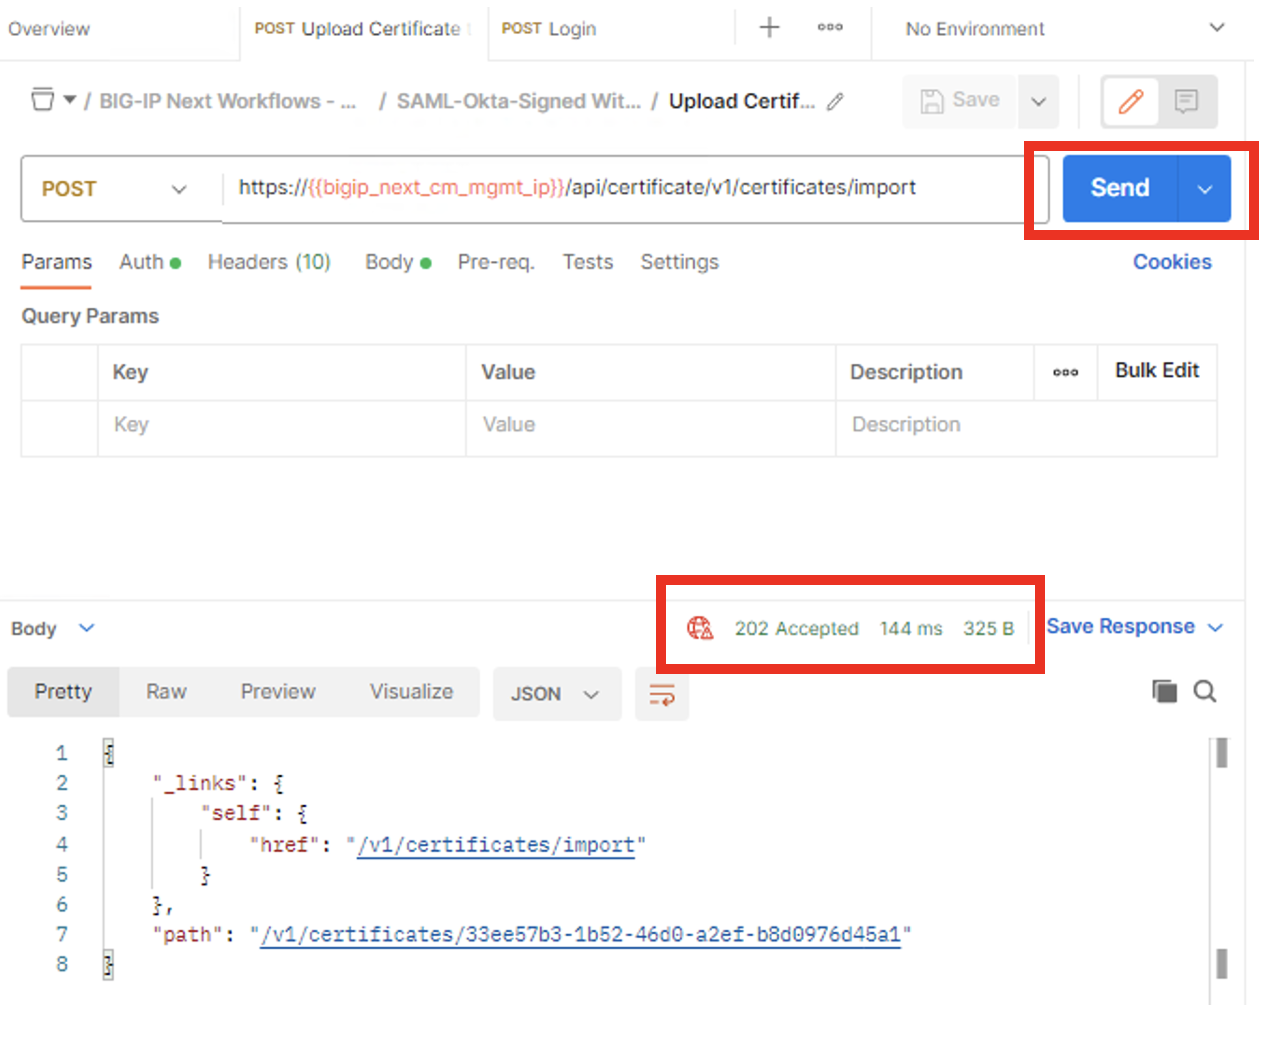 Overview
POST Upload Certificate
POST Login
No Environment
/ BIG-IP Next Workflows - ... / SAML-Okta-Signed Wit... / Upload Certif...
Save
POST
https://{{bigip_next_cm_mgmt_ip}}/api/certificate/v1/certificates/import
Send
Params Auth Headers (10) Body Pre-req. Tests Settings
Cookies
Query Params
Key Value Description ooo Bulk Edit
Key Value Description
Body
202 Accepted 144 ms 325 B
Save Response
Pretty Raw Preview Visualize JSON
1 {
2 "_links": {
3 "self": {
4 "href": "/v1/certificates/import"
5 }
6 },
7 "path": "/v1/certificates/33ee57b3-1b52-46d0-a2ef-b8d0976d45a1"
8 }